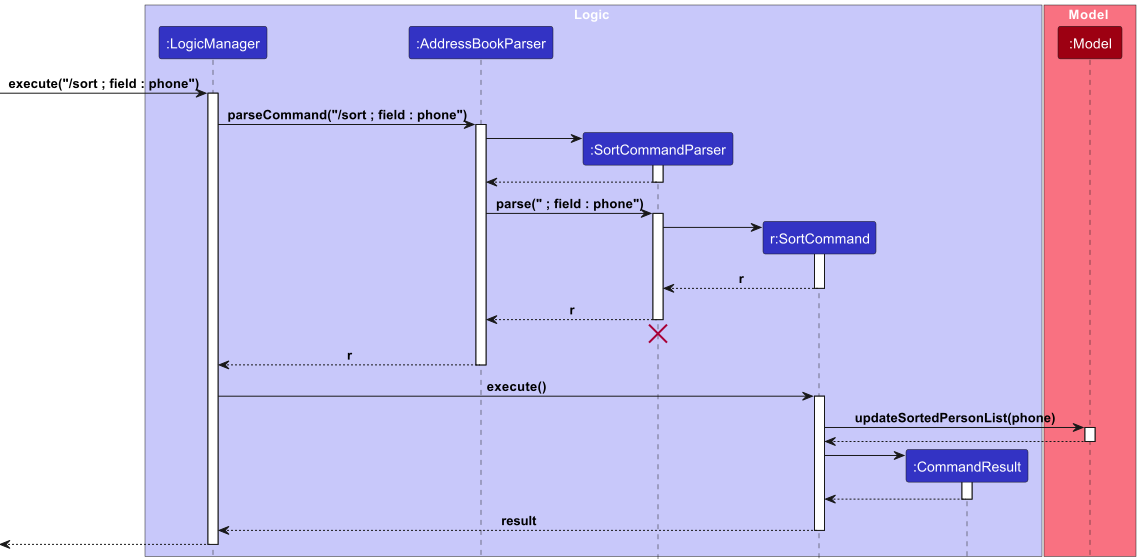 Logic
Model
:LogicManager
:AddressBookParser
:Model
execute("/sort ; field : phone")
parseCommand("/sort ; field : phone")
:SortCommandParser
parse(" ; field : phone")
r:SortCommand
r
r
r
execute()
updateSortedPersonList(phone)
:CommandResult
result